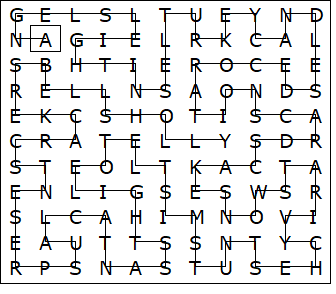 G E L S L T U E Y N D
N A G I E L R K C A L
S B H T I E R O C E E
R E L L N S A O N D S
E K C S H O T I S C A
C R A T E L L Y S D R
S T E O L T K A C T A
E N L I G S E S W S R
S L C A H I M N O V I
E A U T T S S N T Y C
R P S N A S T U S E H